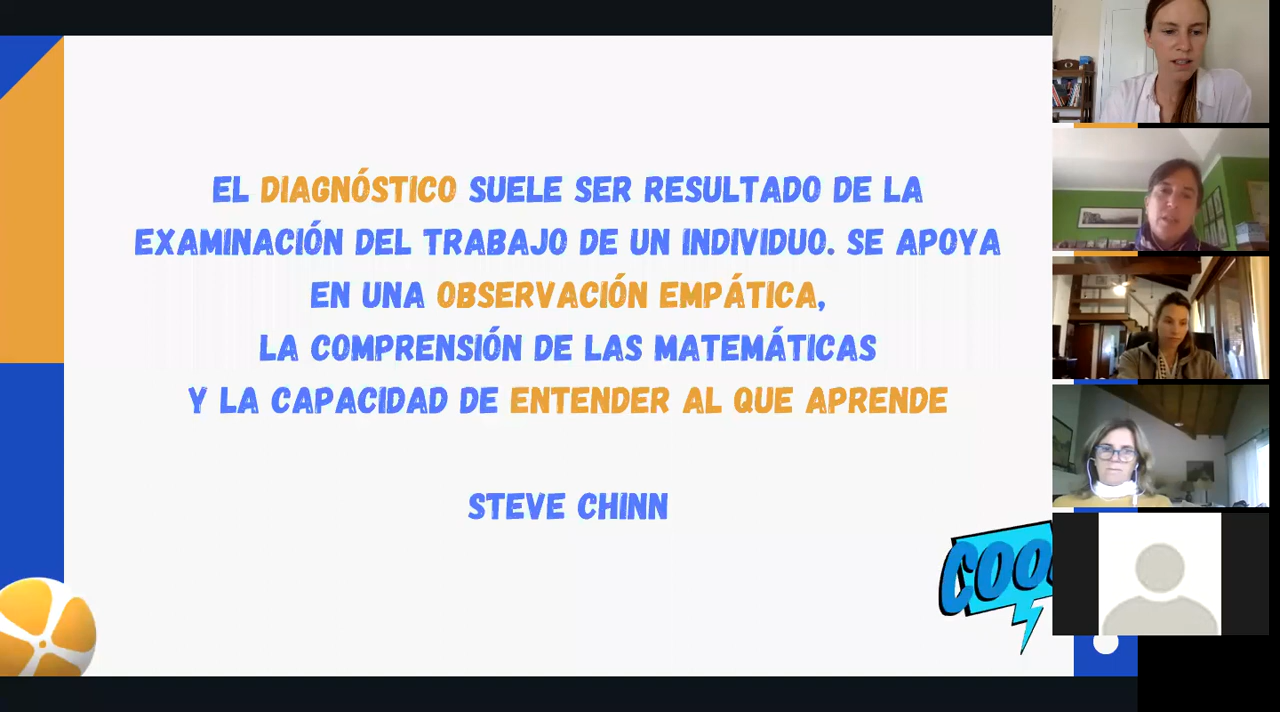 EL DIAGNÓSTICO SUELE SER RESULTADO DE LA
EXAMINACIÓN DEL TRABAJO DE UN INDIVIDUO. SE APOYA
EN UNA OBSERVACIÓN EMPÁTICA,
LA COMPRENSIÓN DE LAS MATEMÁTICAS
Y LA CAPACIDAD DE ENTENDER AL QUE APRENDE
STEVE CHINN